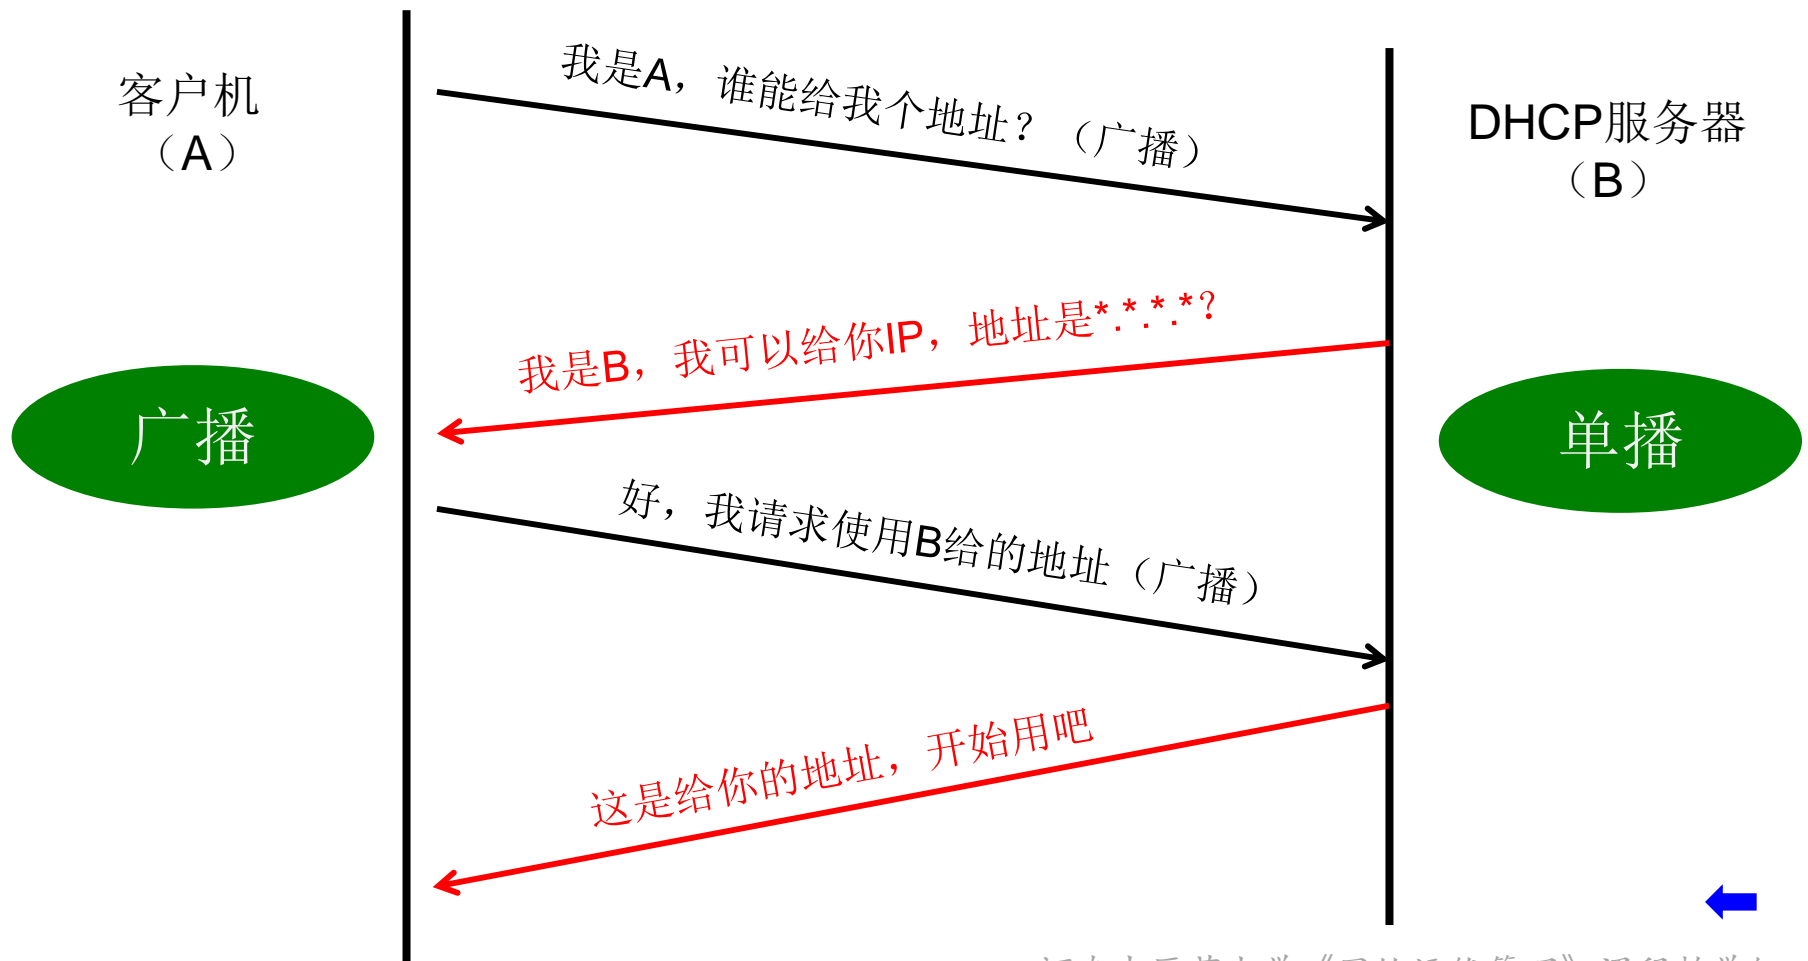 客户机
（A）
我是A，谁能给我个地址？（广播）
DHCP服务器
（B）
我是B，我可以给你IP，地址是*.*.*.*？
广播
单播
好，我请求使用B给的地址（广播）
这是给你的地址，开始用吧